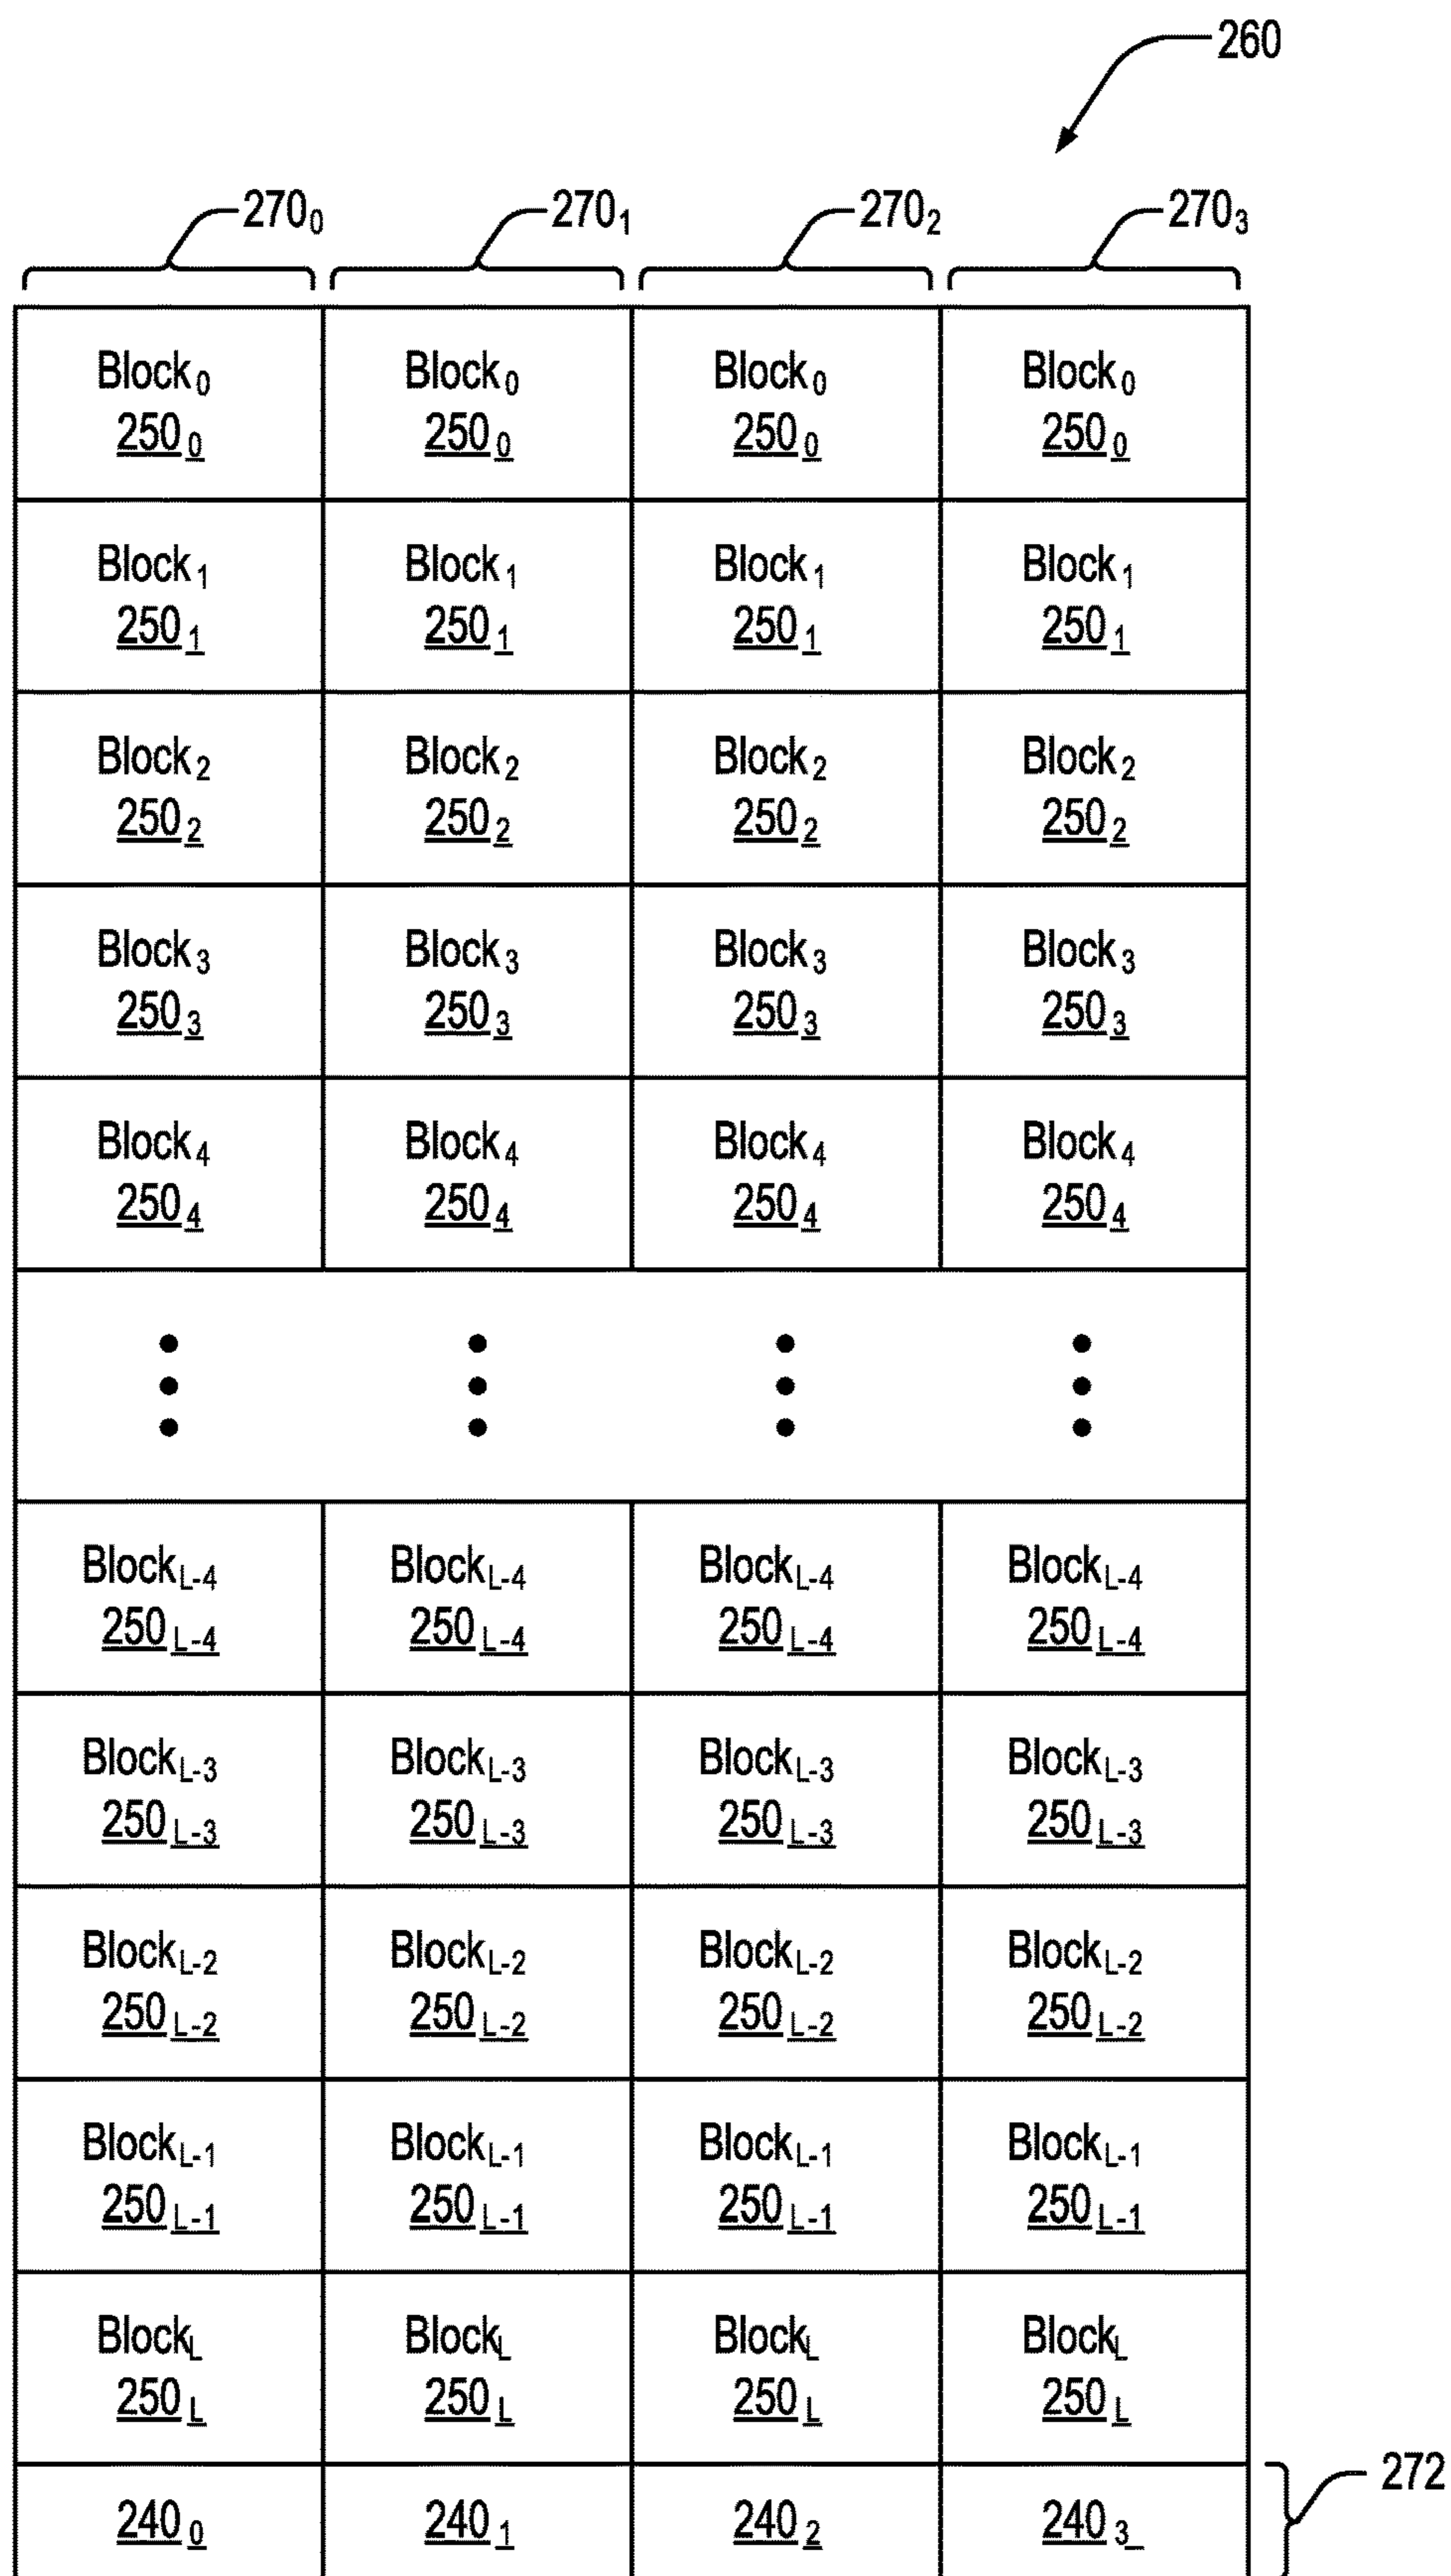 260
270₀ 270₁ 270₂ 270₃
Block₀ Block₀ Block₀ Block₀
250₀ 250₀ 250₀ 250₀
Block₁ Block₁ Block₁ Block₁
250₁ 250₁ 250₁ 250₁
Block₂ Block₂ Block₂ Block₂
250₂ 250₂ 250₂ 250₂
Block₃ Block₃ Block₃ Block₃
250₃ 250₃ 250₃ 250₃
Block₄ Block₄ Block₄ Block₄
250₄ 250₄ 250₄ 250₄
BlockL-4 BlockL-4 BlockL-4 BlockL-4
250L-4 250L-4 250L-4 250L-4
BlockL-3 BlockL-3 BlockL-3 BlockL-3
250L-3 250L-3 250L-3 250L-3
BlockL-2 BlockL-2 BlockL-2 BlockL-2
250L-2 250L-2 250L-2 250L-2
BlockL-1 BlockL-1 BlockL-1 BlockL-1
250L-1 250L-1 250L-1 250L-1
BlockL BlockL BlockL BlockL
250L 250L 250L 250L
272
240₀ 240₁ 240₂ 240₃